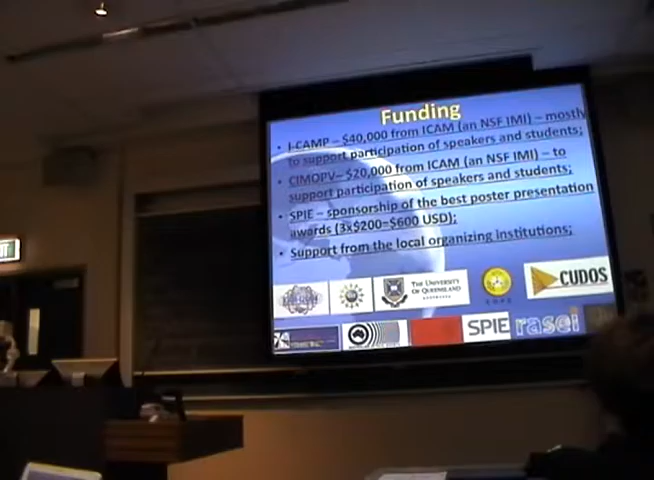 Funding
• I-CAMP – $40,000 from ICAM (an NSF IMI) – mostly
to support participation of speakers and students;
• CIMOPV– $20,000 from ICAM (an NSF IMI) – to
support participation of speakers and students;
• SPIE – sponsorship of the best poster presentation
awards (3x$200=$600 USD);
• Support from the local organizing institutions;
THE UNIVERSITY
OF QUEENSLAND
AUSTRALIA
CUDOS
SPIE
rasei